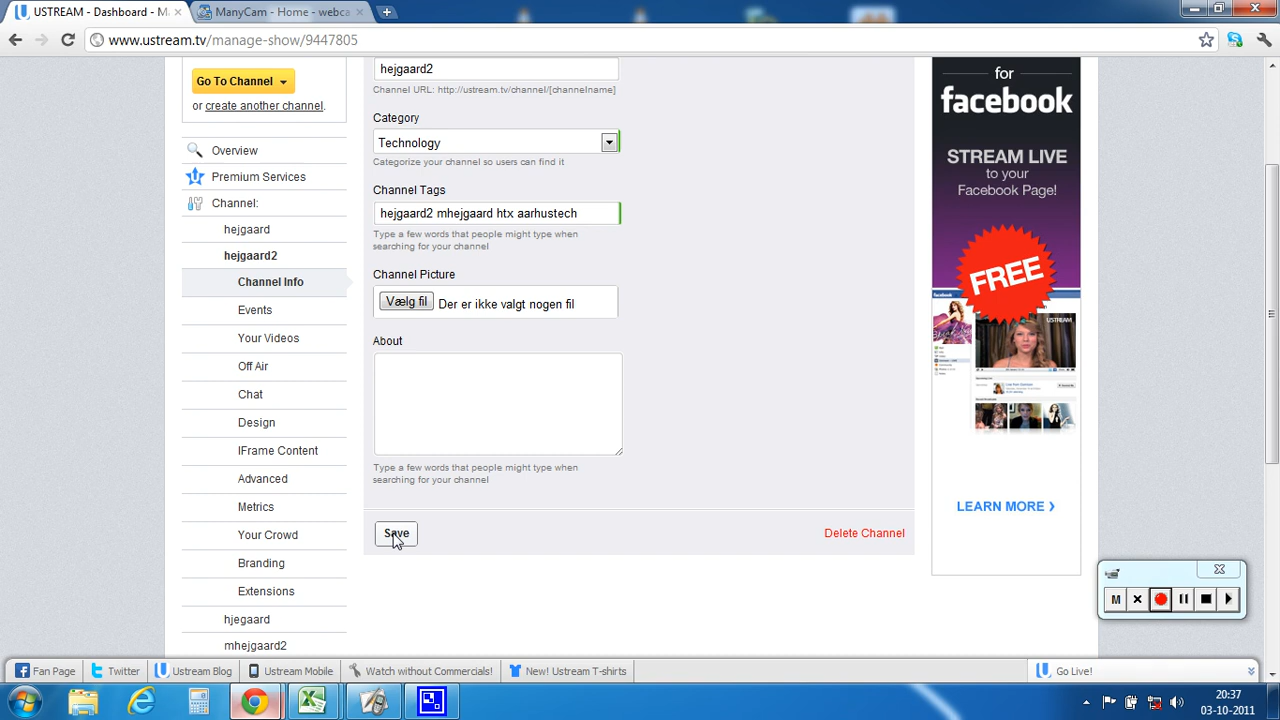 USTREAM - Dashboard - M
ManyCam - Home - webca
www.ustream.tv/manage-show/9447805
Go To Channel
or create another channel.
Overview
Premium Services
Channel:
hejgaard
hejgaard2
Channel Info
Events
Your Videos
Off Air
Chat
Design
IFrame Content
Advanced
Metrics
Your Crowd
Branding
Extensions
hjegaard
mhejgaard2
hejgaard2
Channel URL: http://ustream.tv/channel/[channelname]
Category
Technology
Categorize your channel so users can find it
Channel Tags
hejgaard2 mhejgaard htx aarhustech
Type a few words that people might type when
searching for your channel
Channel Picture
Vælg fil Der er ikke valgt nogen fil
About
Type a few words that people might type when
searching for your channel
Save
Delete Channel
for
facebook
STREAM LIVE
to your
Facebook Page!
FREE
USTREAM
LEARN MORE
M
Fan Page
Twitter
Ustream Blog
Ustream Mobile
Watch without Commercials!
New! Ustream T-shirts
Go Live!
20:37
03-10-2011